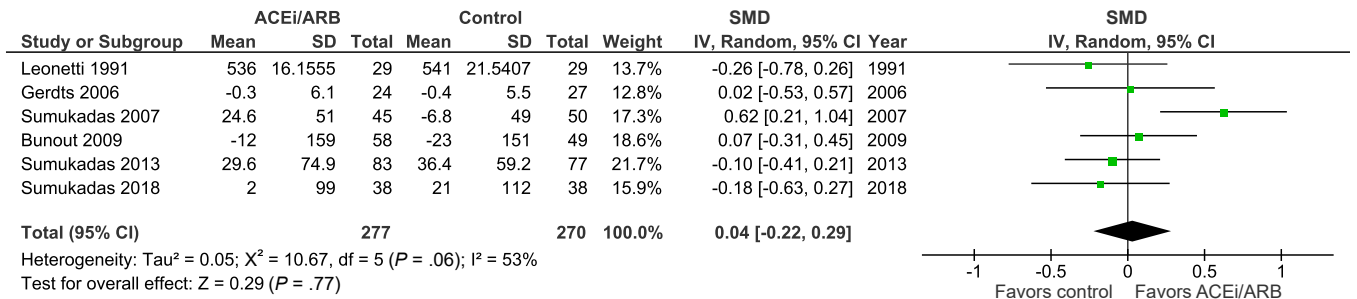 ACEi/ARB Control SMD SMD
Study or Subgroup Mean SD Total Mean SD Total Weight IV, Random, 95% CI Year IV, Random, 95% CI
Leonetti 1991 536 16.1555 29 541 21.5407 29 13.7% -0.26 [-0.78, 0.26] 1991
Gerdts 2006 -0.3 6.1 24 -0.4 5.5 27 12.8% 0.02 [-0.53, 0.57] 2006
Sumukadas 2007 24.6 51 45 -6.8 49 50 17.3% 0.62 [0.21, 1.04] 2007
Bunout 2009 -12 159 58 -23 151 49 18.6% 0.07 [-0.31, 0.45] 2009
Sumukadas 2013 29.6 74.9 83 36.4 59.2 77 21.7% -0.10 [-0.41, 0.21] 2013
Sumukadas 2018 2 99 38 21 112 38 15.9% -0.18 [-0.63, 0.27] 2018
Total (95% CI) 277 270 100.0% 0.04 [-0.22, 0.29]
Heterogeneity: Tau² = 0.05; X² = 10.67, df = 5 (P = .06); I² = 53%
Test for overall effect: Z = 0.29 (P = .77)
-1 -0.5 0 0.5 1
Favors control Favors ACEi/ARB